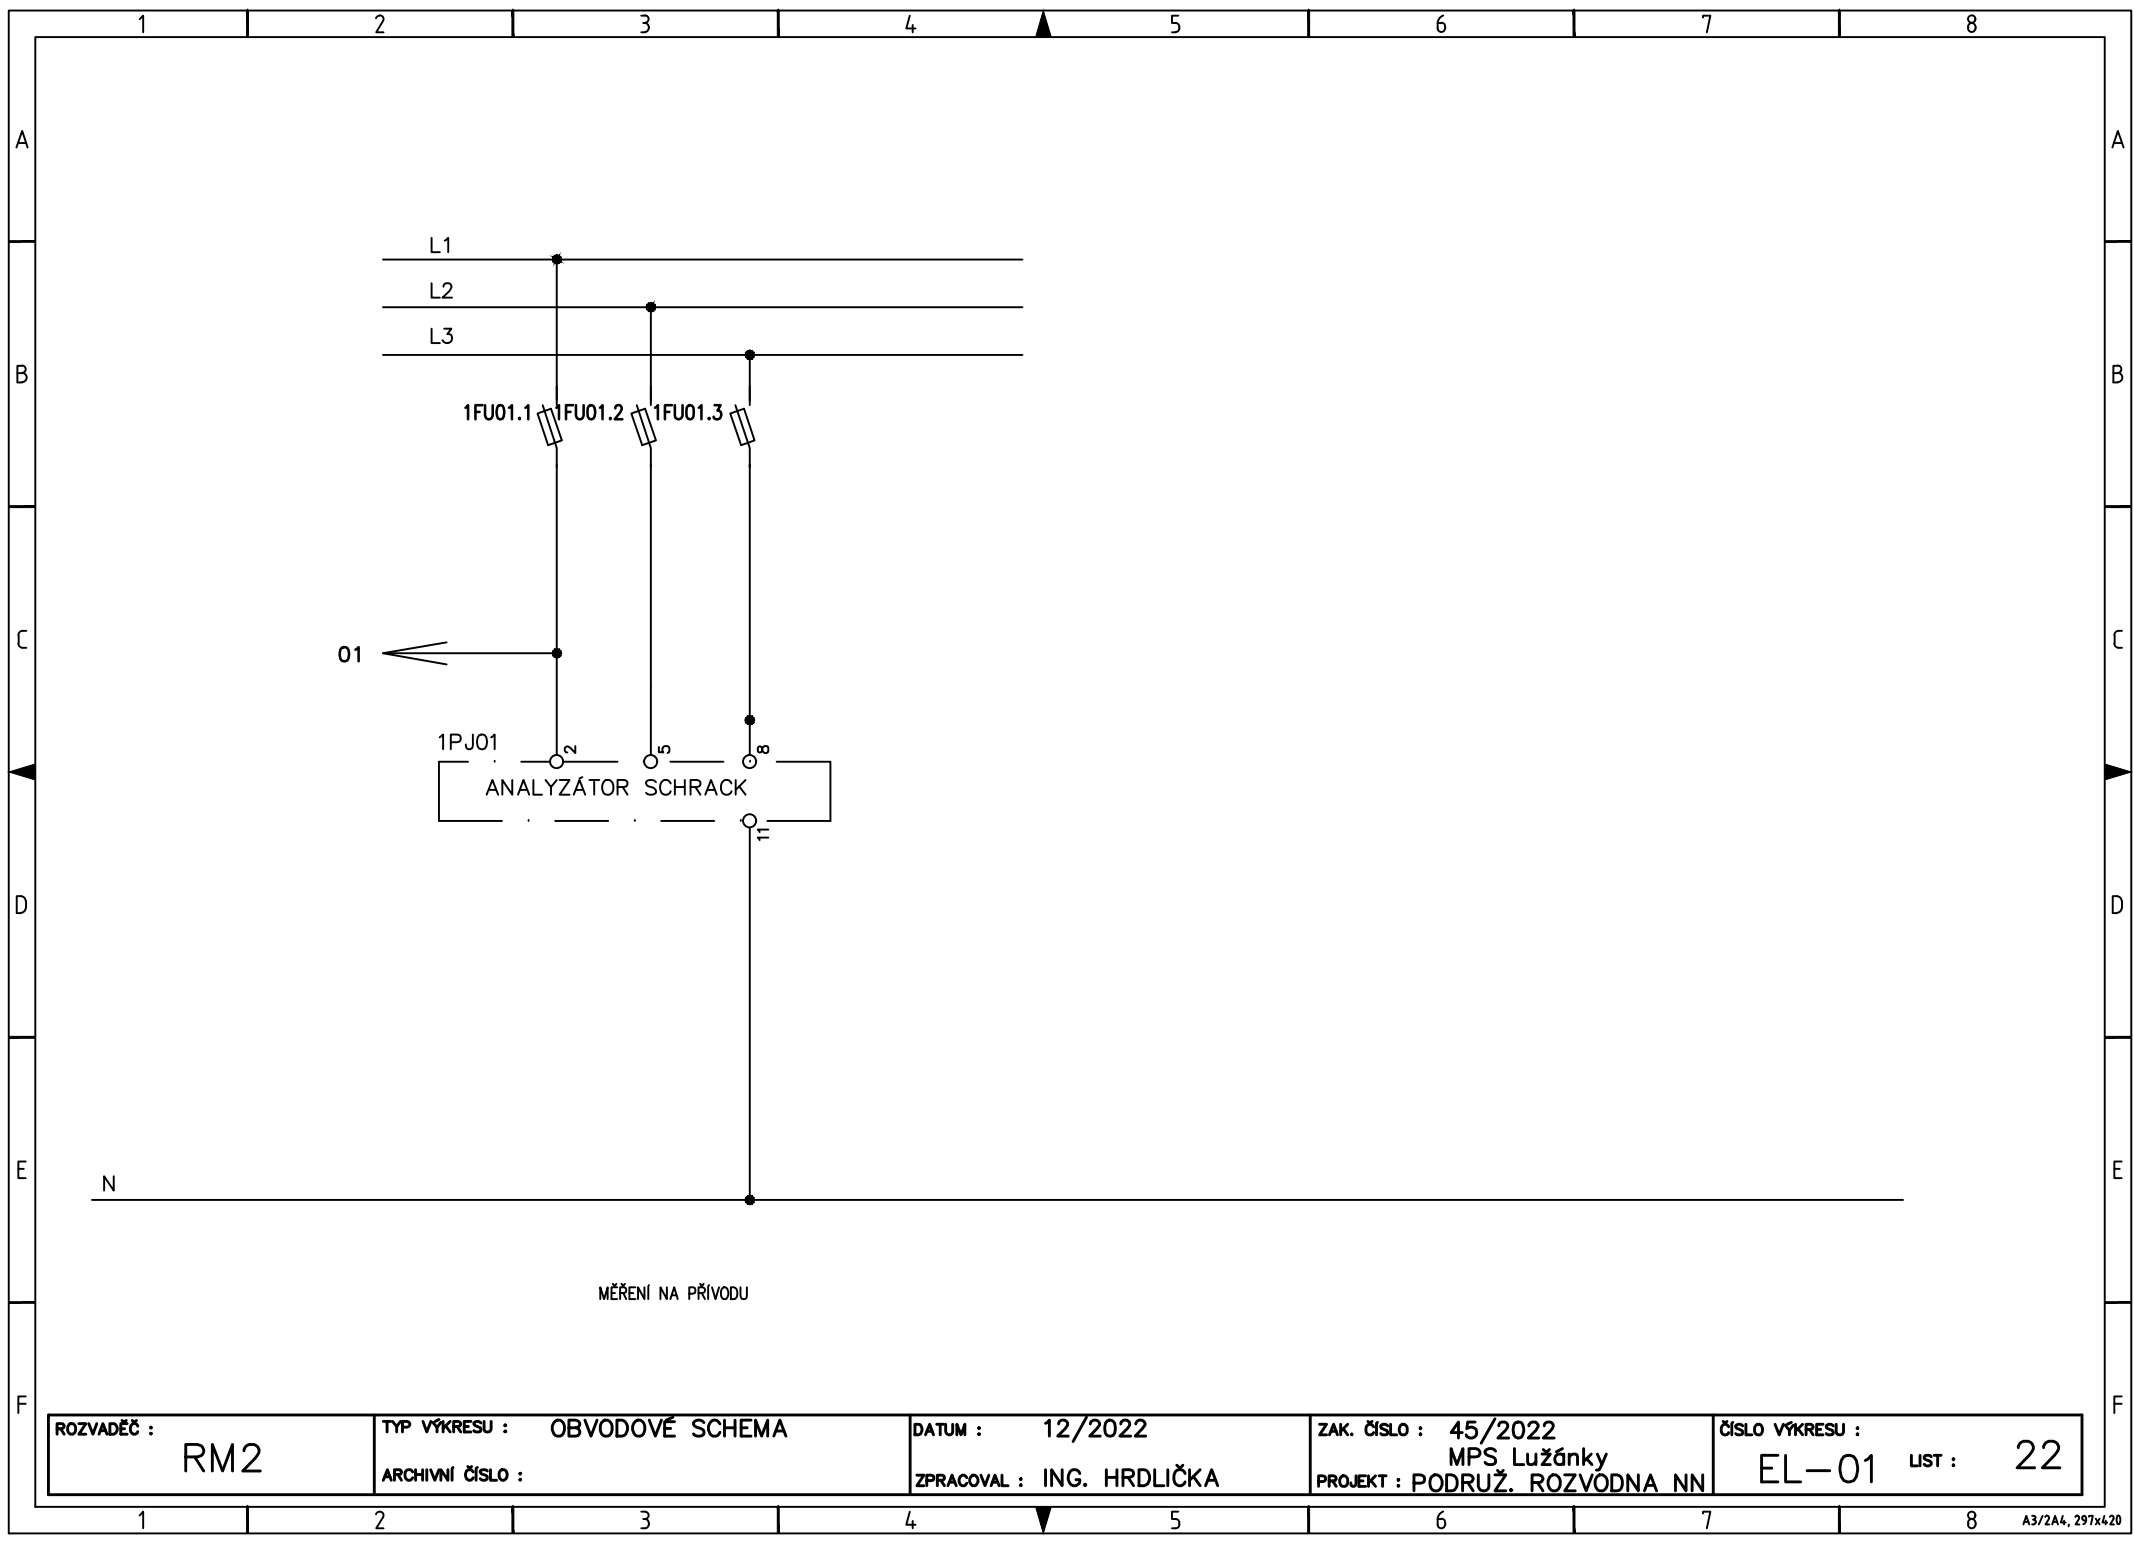 1 2 3 4 5 6 7 8
A A
L1
L2
L3
B B
1FU01.1 1FU01.2 1FU01.3
C C
01
1PJ01 2 5 8
ANALYZÁTOR SCHRACK
11
D D
E E
N
MĚŘENÍ NA PŘÍVODU
F F
ROZVADĚČ :
RM2
TYP VÝKRESU : OBVODOVÉ SCHEMA
ARCHIVNÍ ČÍSLO :
DATUM : 12/2022
ZPRACOVAL : ING. HRDLIČKA
ZAK. ČÍSLO : 45/2022
MPS Lužánky
PROJEKT : PODRUŽ. ROZVODNA NN
ČÍSLO VÝKRESU :
EL-01
LIST : 22
1 2 3 4 5 6 7 8
A3/2A4, 297x420